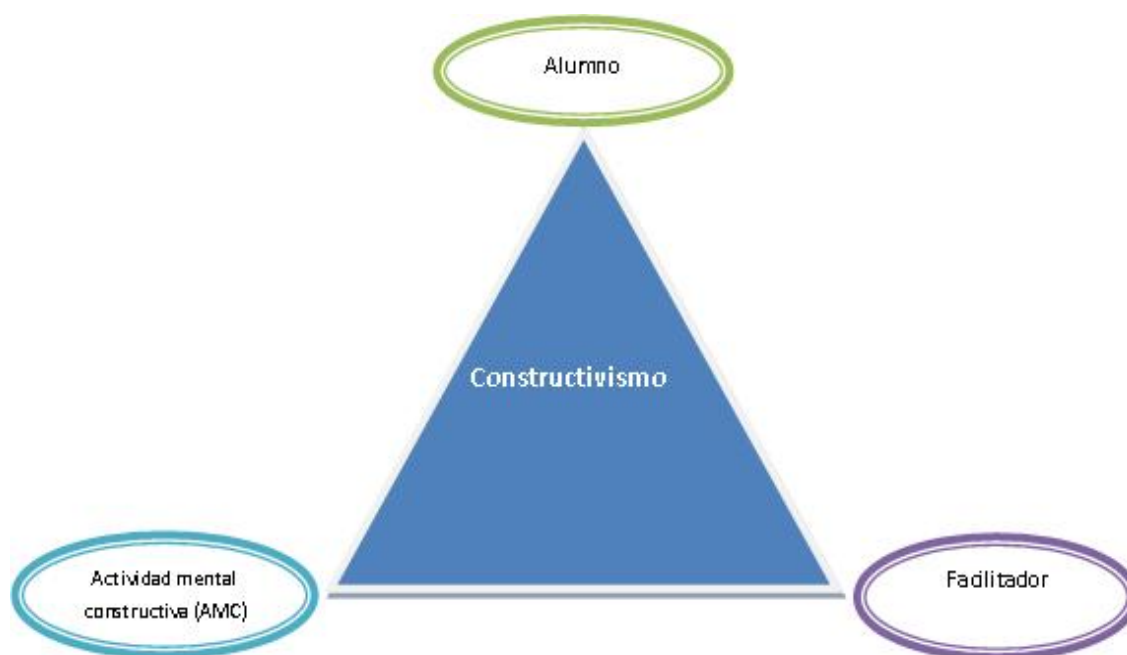 Alumno
Constructivismo
Actividad mental
constructiva (AMC)
Facilitador